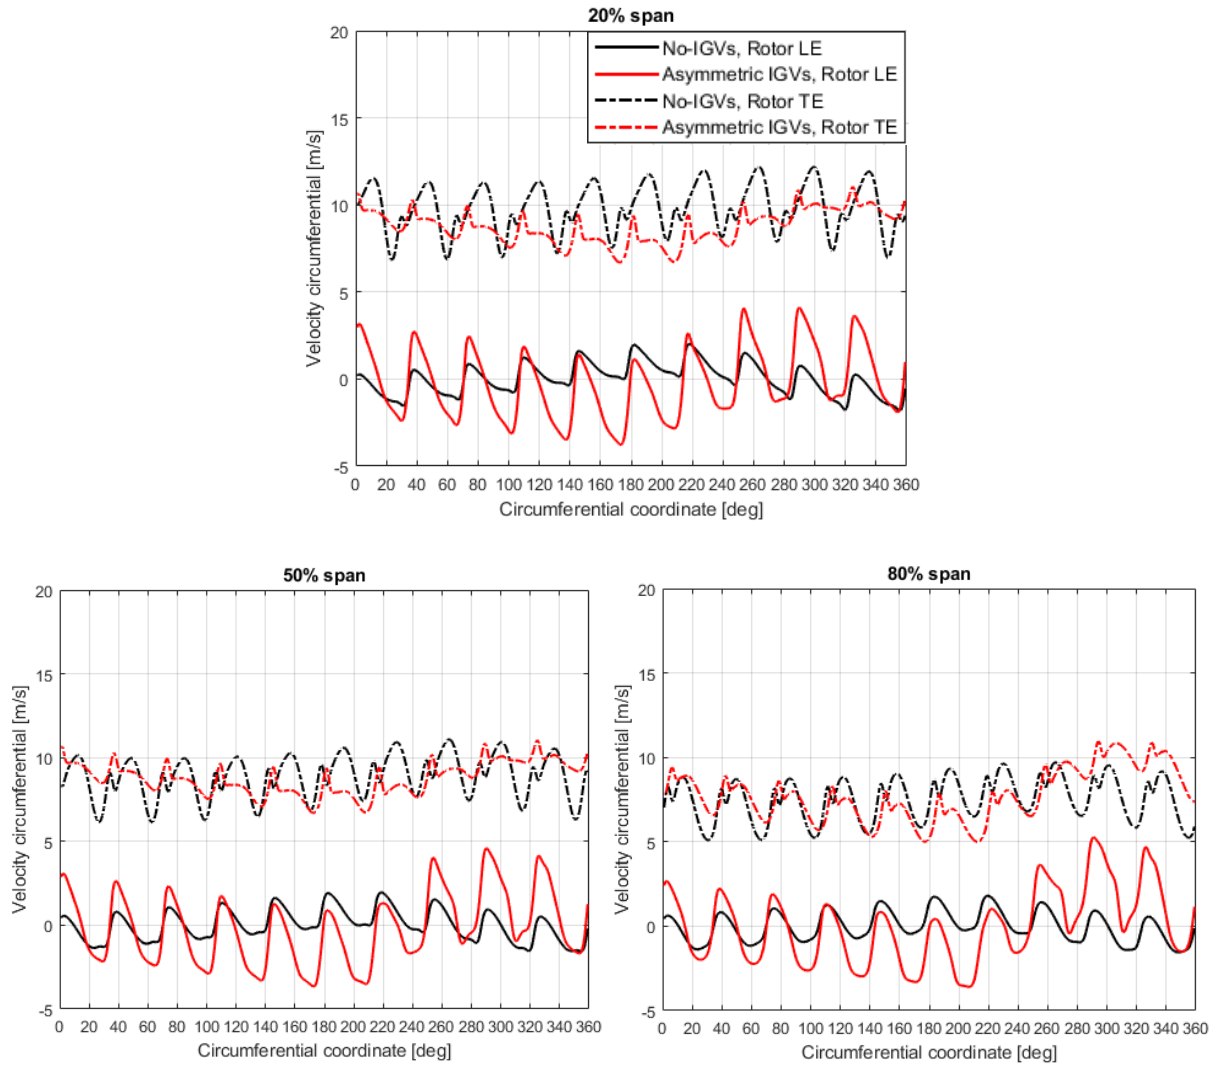 20% span
No-IGVs, Rotor LE
Asymmetric IGVs, Rotor LE
No-IGVs, Rotor TE
Asymmetric IGVs, Rotor TE
Velocity circumferential [m/s]
20
15
10
5
0
-5
0 20 40 60 80 100 120 140 160 180 200 220 240 260 280 300 320 340 360
Circumferential coordinate [deg]
50% span
Velocity circumferential [m/s]
20
15
10
5
0
-5
0 20 40 60 80 100 120 140 160 180 200 220 240 260 280 300 320 340 360
Circumferential coordinate [deg]
80% span
Velocity circumferential [m/s]
20
15
10
5
0
-5
0 20 40 60 80 100 120 140 160 180 200 220 240 260 280 300 320 340 360
Circumferential coordinate [deg]